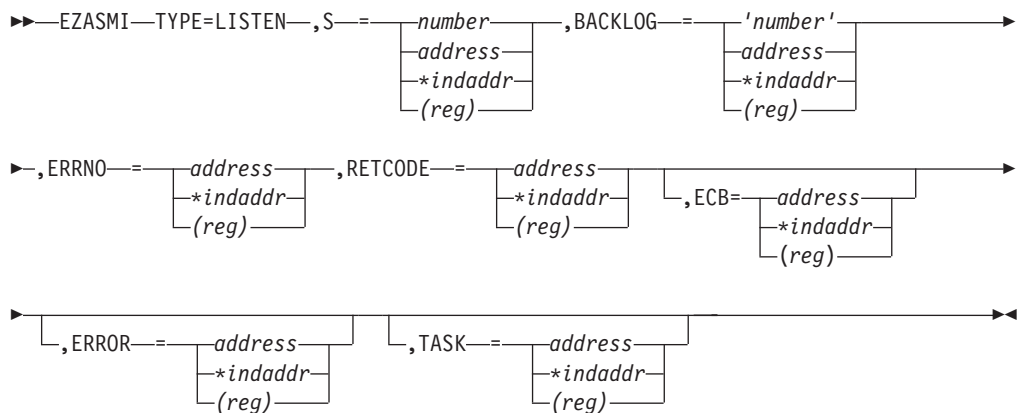 EZASMI TYPE=LISTEN ,S = number ,BACKLOG = 'number'
address address
*indaddr *indaddr
(reg) (reg)
,ERRNO = address ,RETCODE = address
*indaddr *indaddr ,ECB= address
(reg) (reg) *indaddr
(reg)
,ERROR = address ,TASK = address
*indaddr *indaddr
(reg) (reg)